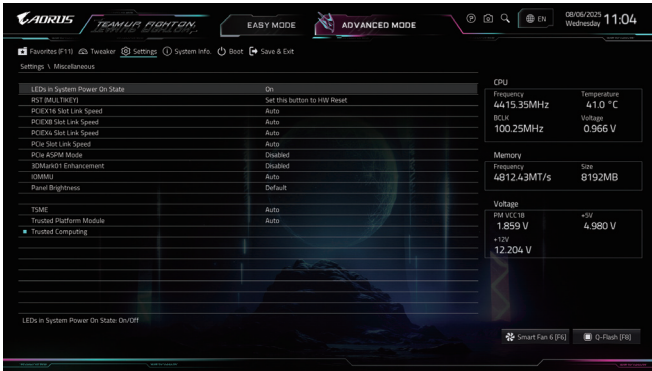 AORUS
TEAM UP. FIGHT ON.
EASY MODE
ADVANCED MODE
EN
08/06/2025
Wednesday
11:04
Favorites (F11) Tweaker Settings System Info. Boot Save & Exit
Settings \ Miscellaneous
LEDs in System Power On State On
RST (MULTIKEY) Set this button to HW Reset
PCIEX16 Slot Link Speed Auto
PCIEX8 Slot Link Speed Auto
PCIEX4 Slot Link Speed Auto
PCIe Slot Link Speed Auto
PCIe ASPM Mode Disabled
3DMark01 Enhancement Disabled
IOMMU Auto
Panel Brightness Default
TSME Auto
Trusted Platform Module Auto
Trusted Computing
CPU
Frequency Temperature
4415.35MHz 41.0 °C
BCLK Voltage
100.25MHz 0.966 V
Memory
Frequency Size
4812.43MT/s 8192MB
Voltage
PM VCC18 +5V
1.859 V 4.980 V
+12V
12.204 V
LEDs in System Power On State: On/Off
Smart Fan 6 [F6] Q-Flash [F8]